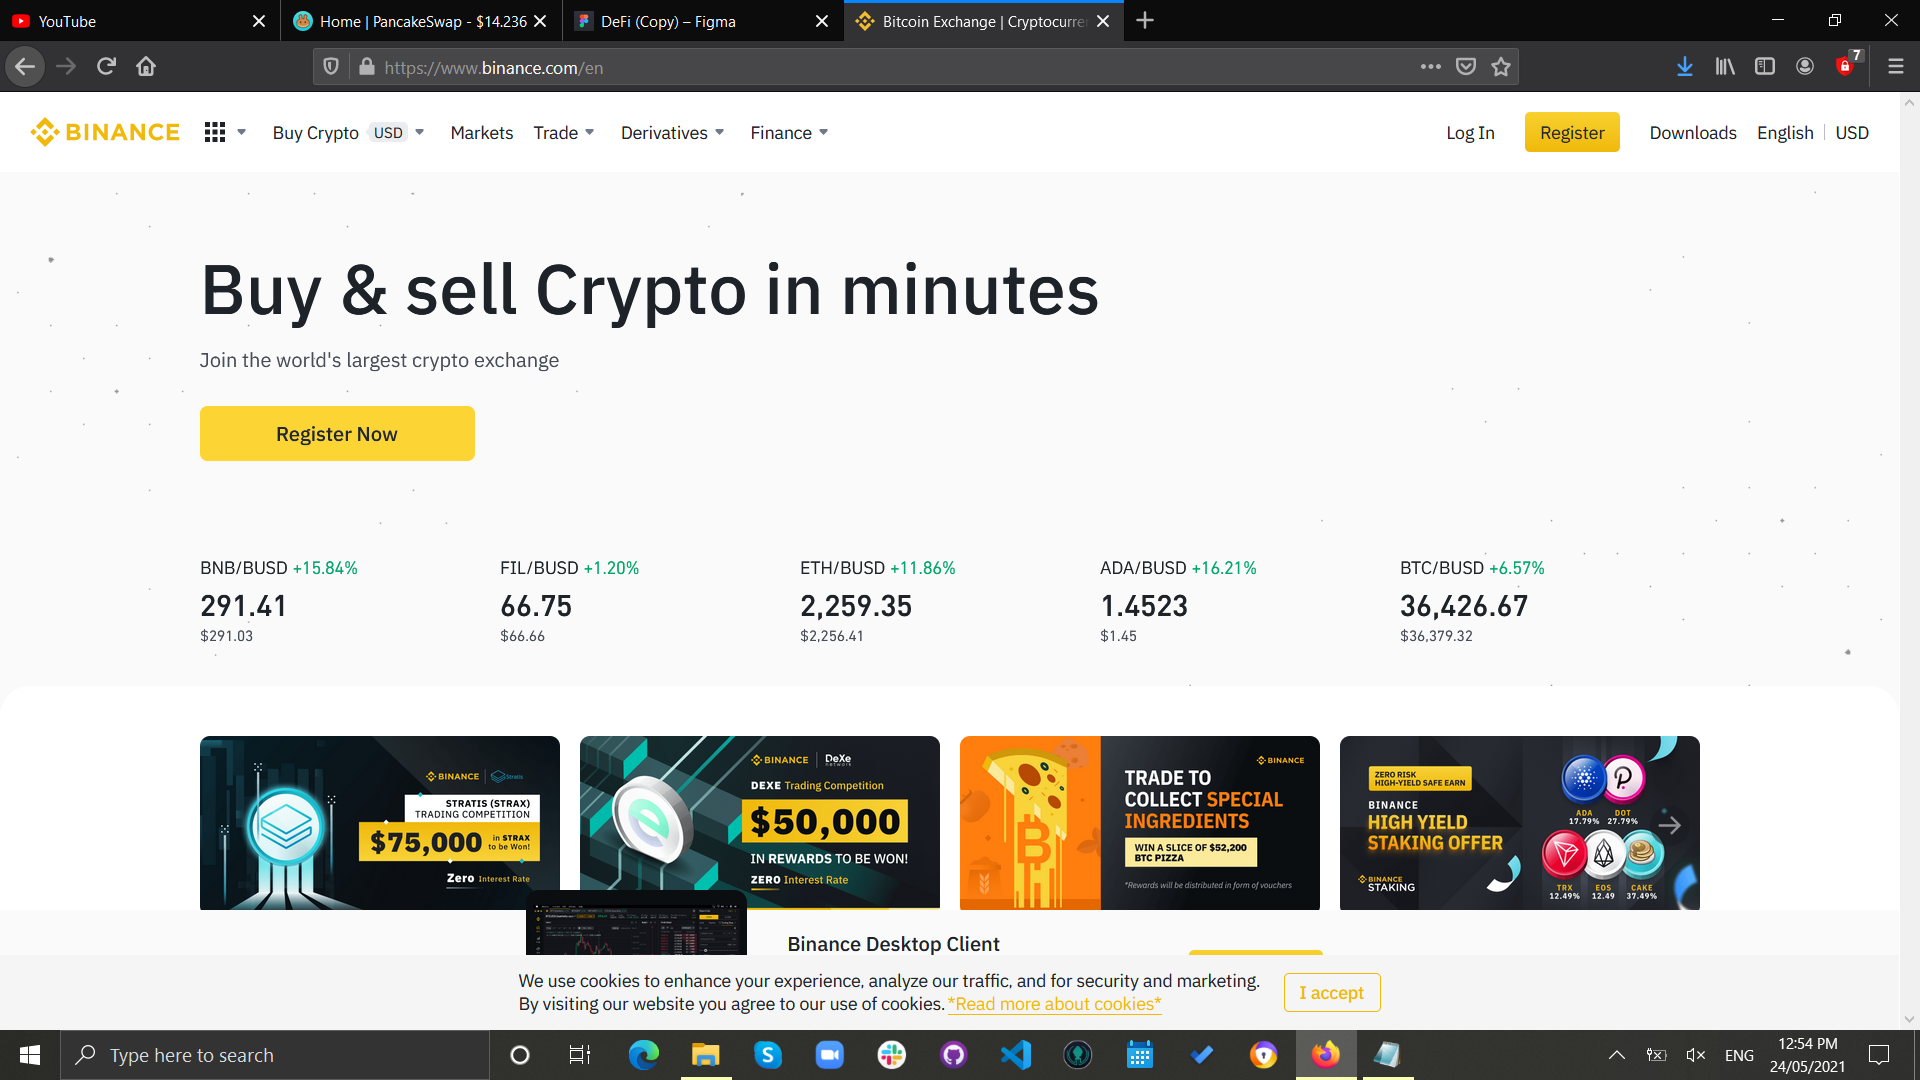 YouTube
Home | PancakeSwap - $14.236
DeFi (Copy) – Figma
Bitcoin Exchange | Cryptocurre
https://www.binance.com/en
7
BINANCE
Buy Crypto USD
Markets
Trade
Derivatives
Finance
Log In
Register
Downloads
English
USD
Buy & sell Crypto in minutes
Join the world's largest crypto exchange
Register Now
BNB/BUSD +15.84%
291.41
$291.03
FIL/BUSD +1.20%
66.75
$66.66
ETH/BUSD +11.86%
2,259.35
$2,256.41
ADA/BUSD +16.21%
1.4523
$1.45
BTC/BUSD +6.57%
36,426.67
$36,379.32
BINANCE Stratis
STRATIS (STRAX)
TRADING COMPETITION
$75,000 in STRAX
to be Won!
Zero Interest Rate
BINANCE DeXe
network
DEXE Trading Competition
$50,000
IN REWARDS TO BE WON!
ZERO Interest Rate
BINANCE
TRADE TO
COLLECT SPECIAL
INGREDIENTS
WIN A SLICE OF $52,200
BTC PIZZA
*Rewards will be distributed in form of vouchers
ZERO RISK
HIGH-YIELD SAFE EARN
BINANCE
HIGH YIELD
STAKING OFFER
BINANCE
STAKING
ADA
17.79%
DOT
27.79%
TRX
12.49%
EOS
12.49
CAKE
37.49%
Binance Desktop Client
We use cookies to enhance your experience, analyze our traffic, and for security and marketing.
By visiting our website you agree to our use of cookies. *Read more about cookies*
I accept
Type here to search
ENG
12:54 PM
24/05/2021